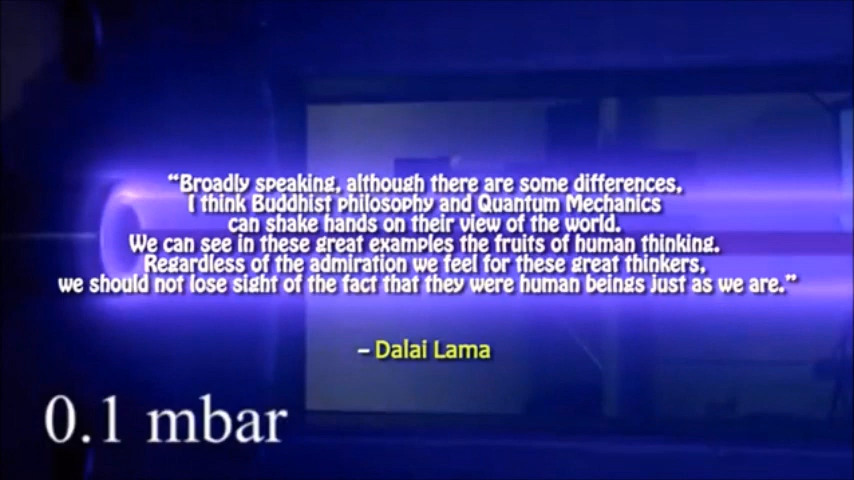 “Broadly speaking, although there are some differences,
I think Buddhist philosophy and Quantum Mechanics
can shake hands on their view of the world.
We can see in these great examples the fruits of human thinking.
Regardless of the admiration we feel for these great thinkers,
we should not lose sight of the fact that they were human beings just as we are.”
– Dalai Lama
0.1 mbar